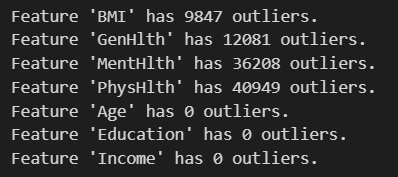 Feature 'BMI' has 9847 outliers.
Feature 'GenHlth' has 12081 outliers.
Feature 'MentHlth' has 36208 outliers.
Feature 'PhysHlth' has 40949 outliers.
Feature 'Age' has 0 outliers.
Feature 'Education' has 0 outliers.
Feature 'Income' has 0 outliers.